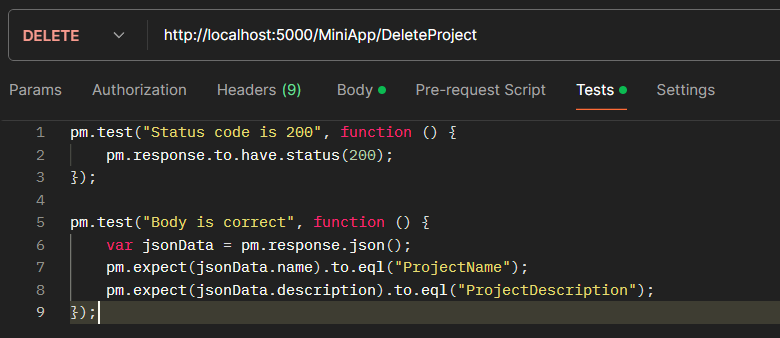 DELETE http://localhost:5000/MiniApp/DeleteProject
Params Authorization Headers (9) Body Pre-request Script Tests Settings
1 pm.test("Status code is 200", function () {
2     pm.response.to.have.status(200);
3 });
4
5 pm.test("Body is correct", function () {
6     var jsonData = pm.response.json();
7     pm.expect(jsonData.name).to.eql("ProjectName");
8     pm.expect(jsonData.description).to.eql("ProjectDescription");
9 });